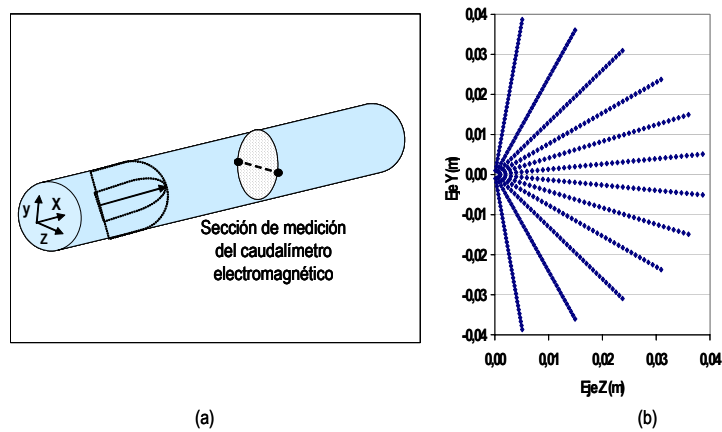 y
X
z
Sección de medición
del caudalímetro
electromagnético
(a)
(b)
0,04
0,03
0,02
0,01
0,00
-0,01
-0,02
-0,03
-0,04
Eje Y (m)
0,00 0,01 0,02 0,03 0,04
Eje Z (m)